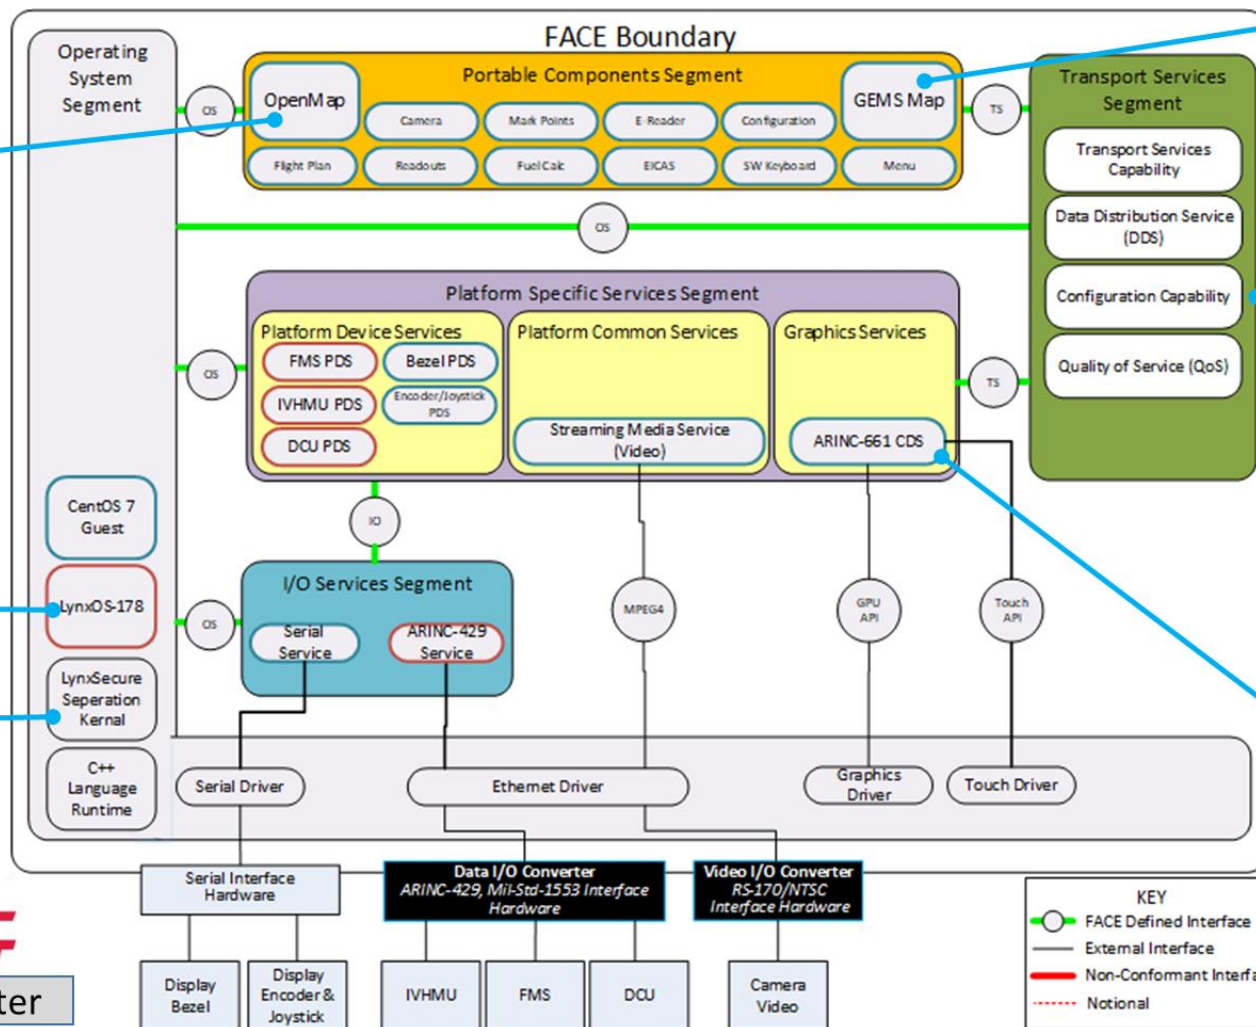 FACE Boundary
Operating
System
Segment
Portable Components Segment
OpenMap
GEMS Map
Camera
Mark Points
E-Reader
Configuration
Flight Plan
Readouts
Fuel Calc
EICAS
SW Keyboard
Menu
OS
TS
Transport Services
Segment
Transport Services
Capability
Data Distribution Service
(DDS)
Configuration Capability
Quality of Service (QoS)
OS
Platform Specific Services Segment
Platform Device Services
FMS PDS
Bezel PDS
IVHMU PDS
Encoder/Joystick
PDS
DCU PDS
Platform Common Services
Streaming Media Service
(Video)
Graphics Services
ARINC-661 CDS
OS
TS
CentOS 7
Guest
LynxOS-178
LynxSecure
Seperation
Kernal
C++
Language
Runtime
IO
OS
I/O Services Segment
Serial
Service
ARINC-429
Service
MPEG4
GPU
API
Touch
API
Serial Driver
Ethernet Driver
Graphics
Driver
Touch Driver
Serial Interface
Hardware
Data I/O Converter
ARINC-429, Mil-Std-1553 Interface
Hardware
Video I/O Converter
RS-170/NTSC
Interface Hardware
Display
Bezel
Display
Encoder &
Joystick
IVHMU
FMS
DCU
Camera
Video
KEY
FACE Defined Interface
External Interface
Non-Conformant Interfa
Notional
ter